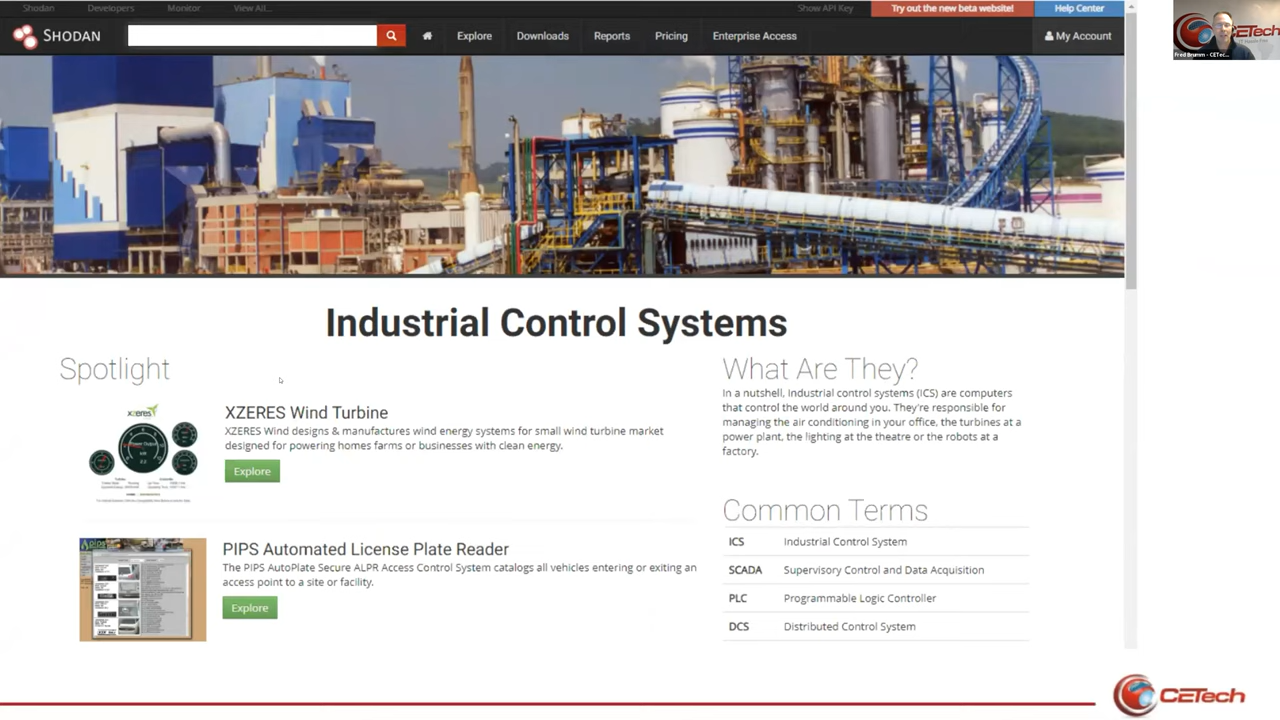 Shodan
Developers
Monitor
View All...
Show API Key
Try out the new beta website!
Help Center
SHODAN
Explore
Downloads
Reports
Pricing
Enterprise Access
My Account
CETech
Fred Brumm - CETec...
Industrial Control Systems
Spotlight
xzeres
XZERES Wind Turbine
XZERES Wind designs & manufactures wind energy systems for small wind turbine market
designed for powering homes farms or businesses with clean energy.
Explore
pips
PIPS Automated License Plate Reader
The PIPS AutoPlate Secure ALPR Access Control System catalogs all vehicles entering or exiting an
access point to a site or facility.
Explore
What Are They?
In a nutshell, Industrial control systems (ICS) are computers
that control the world around you. They're responsible for
managing the air conditioning in your office, the turbines at a
power plant, the lighting at the theatre or the robots at a
factory.
Common Terms
ICS Industrial Control System
SCADA Supervisory Control and Data Acquisition
PLC Programmable Logic Controller
DCS Distributed Control System
CETech